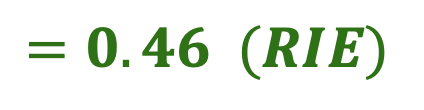 = 0.46 (RIE)